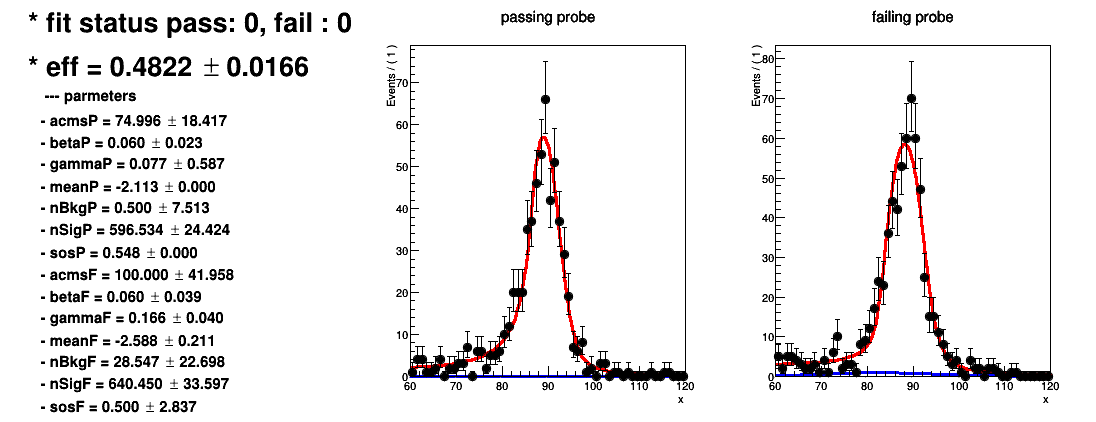 * fit status pass: 0, fail : 0
* eff = 0.4822 ± 0.0166
--- parmeters
- acmsP = 74.996 ± 18.417
- betaP = 0.060 ± 0.023
- gammaP = 0.077 ± 0.587
- meanP = -2.113 ± 0.000
- nBkgP = 0.500 ± 7.513
- nSigP = 596.534 ± 24.424
- sosP = 0.548 ± 0.000
- acmsF = 100.000 ± 41.958
- betaF = 0.060 ± 0.039
- gammaF = 0.166 ± 0.040
- meanF = -2.588 ± 0.211
- nBkgF = 28.547 ± 22.698
- nSigF = 640.450 ± 33.597
- sosF = 0.500 ± 2.837
passing probe
Events / ( 1 )
70
60
50
40
30
20
10
0
60 70 80 90 100 110 120
x
failing probe
Events / ( 1 )
80
70
60
50
40
30
20
10
0
60 70 80 90 100 110 120
x